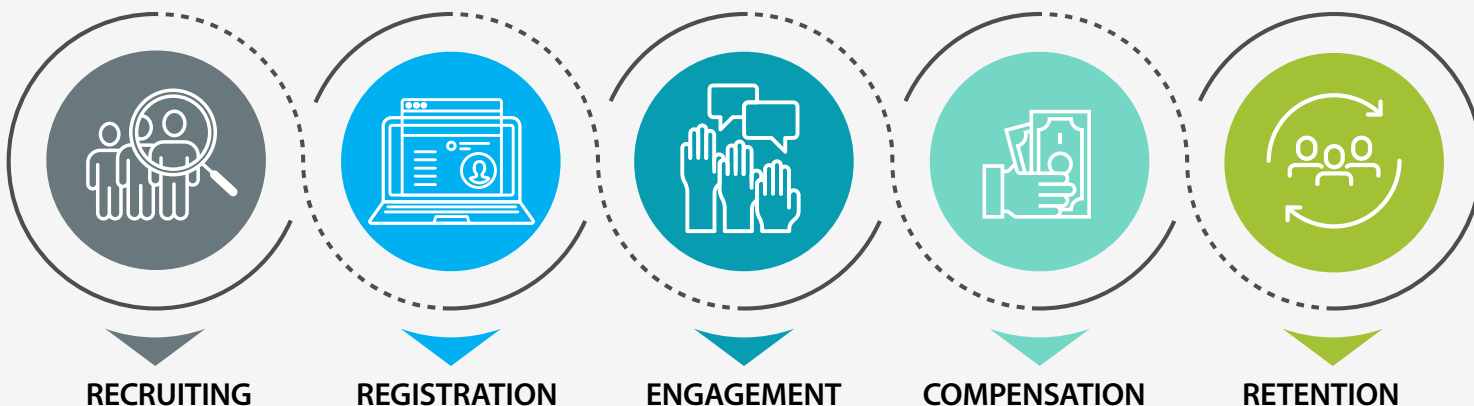 RECRUITING
REGISTRATION
ENGAGEMENT
COMPENSATION
RETENTION